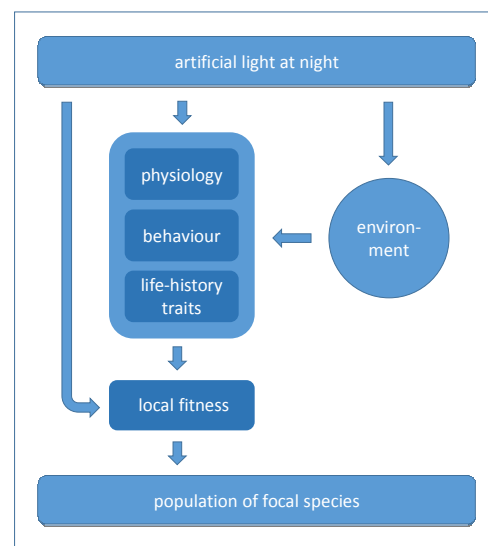 artificial light at night
physiology
behaviour
life-history
traits
environ-
ment
local fitness
population of focal species